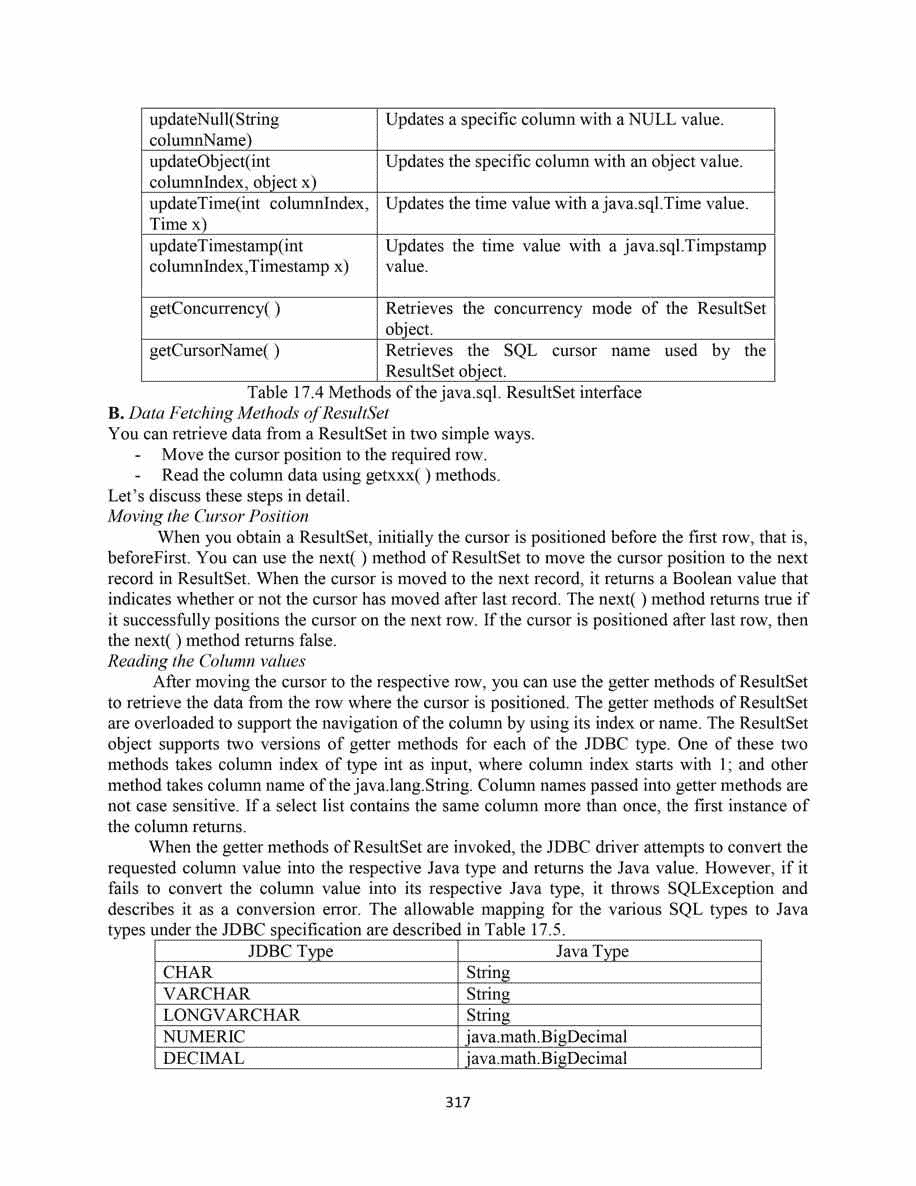 updateNull(String
columnName)
Updates a specific column with a NULL value.
updateObject(int
columnIndex, object x)
Updates the specific column with an object value.
updateTime(int columnIndex,
Time x)
Updates the time value with a java.sql.Time value.
updateTimestamp(int
columnIndex,Timestamp x)
Updates the time value with a java.sql.Timpstamp
value.
getConcurrency( )
Retrieves the concurrency mode of the ResultSet
object.
getCursorName( )
Retrieves the SQL cursor name used by the
ResultSet object.
Table 17.4 Methods of the java.sql. ResultSet interface
B. Data Fetching Methods of ResultSet
You can retrieve data from a ResultSet in two simple ways.
- Move the cursor position to the required row.
- Read the column data using getxxx( ) methods.
Let’s discuss these steps in detail.
Moving the Cursor Position
When you obtain a ResultSet, initially the cursor is positioned before the first row, that is,
beforeFirst. You can use the next( ) method of ResultSet to move the cursor position to the next
record in ResultSet. When the cursor is moved to the next record, it returns a Boolean value that
indicates whether or not the cursor has moved after last record. The next( ) method returns true if
it successfully positions the cursor on the next row. If the cursor is positioned after last row, then
the next( ) method returns false.
Reading the Column values
After moving the cursor to the respective row, you can use the getter methods of ResultSet
to retrieve the data from the row where the cursor is positioned. The getter methods of ResultSet
are overloaded to support the navigation of the column by using its index or name. The ResultSet
object supports two versions of getter methods for each of the JDBC type. One of these two
methods takes column index of type int as input, where column index starts with 1; and other
method takes column name of the java.lang.String. Column names passed into getter methods are
not case sensitive. If a select list contains the same column more than once, the first instance of
the column returns.
When the getter methods of ResultSet are invoked, the JDBC driver attempts to convert the
requested column value into the respective Java type and returns the Java value. However, if it
fails to convert the column value into its respective Java type, it throws SQLException and
describes it as a conversion error. The allowable mapping for the various SQL types to Java
types under the JDBC specification are described in Table 17.5.
JDBC Type Java Type
CHAR String
VARCHAR String
LONGVARCHAR String
NUMERIC java.math.BigDecimal
DECIMAL java.math.BigDecimal
317